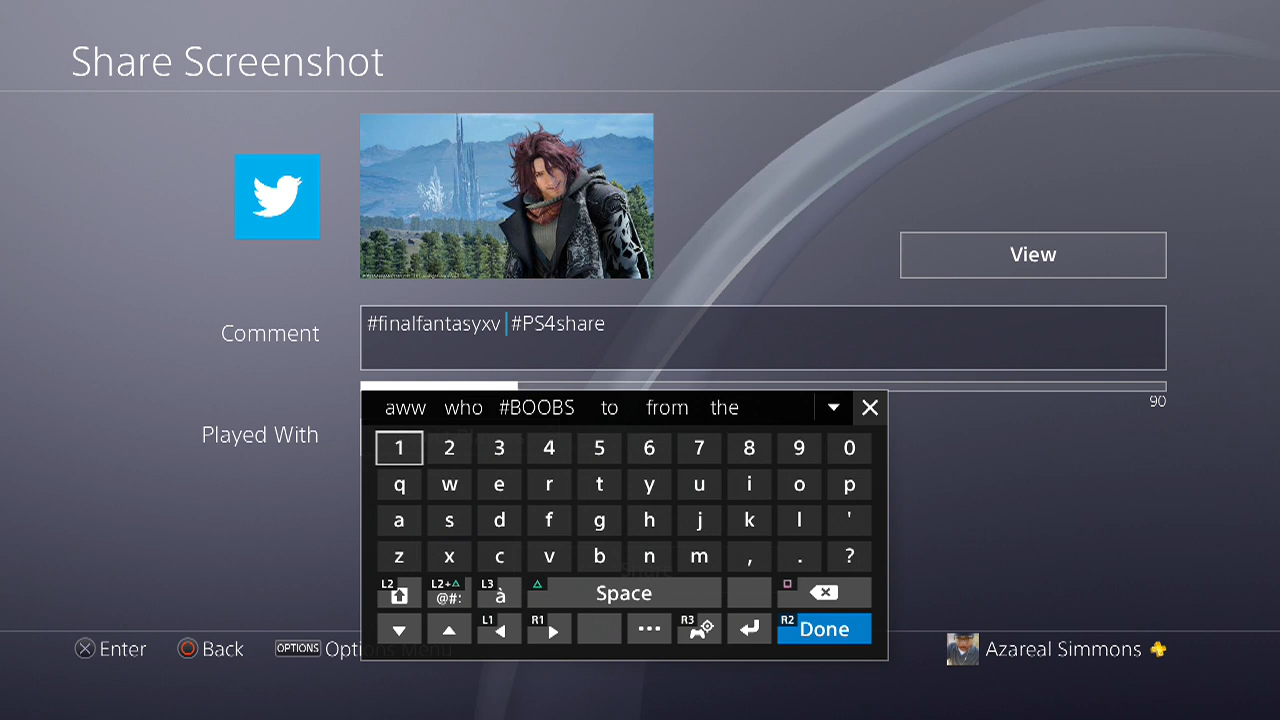 Share Screenshot
View
Comment
#finalfantasyxv #PS4share
90
Played With
aww who #BOOBS to from the
1 2 3 4 5 6 7 8 9 0
q w e r t y u i o p
a s d f g h j k l '
z x c v b n m , . ?
L2 L2+△ @#: L3 à △ Space □
L1 R1 ••• R3 R2 Done
Enter Back OPTIONS Options Menu
Azareal Simmons